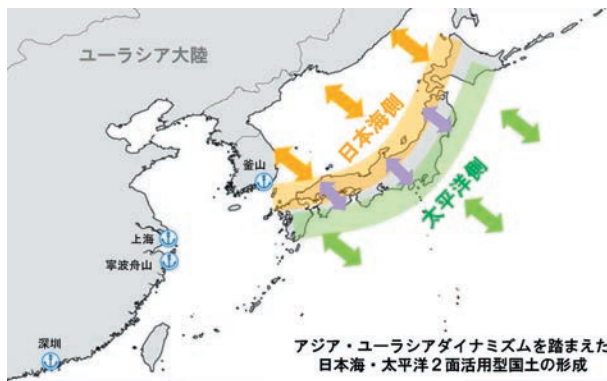 ユーラシア大陸
日本海側
釜山
太平洋側
上海
寧波舟山
深圳
アジア・ユーラシアダイナミズムを踏まえた
日本海・太平洋2面活用型国土の形成